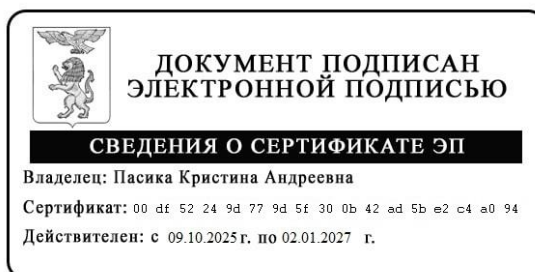 ДОКУМЕНТ ПОДПИСАН
ЭЛЕКТРОННОЙ ПОДПИСЬЮ
СВЕДЕНИЯ О СЕРТИФИКАТЕ ЭП
Владелец: Пасика Кристина Андреевна
Сертификат: 00 df 52 24 9d 77 9d 5f 30 0b 42 ad 5b e2 c4 a0 94
Действителен: с 09.10.2025 г. по 02.01.2027 г.